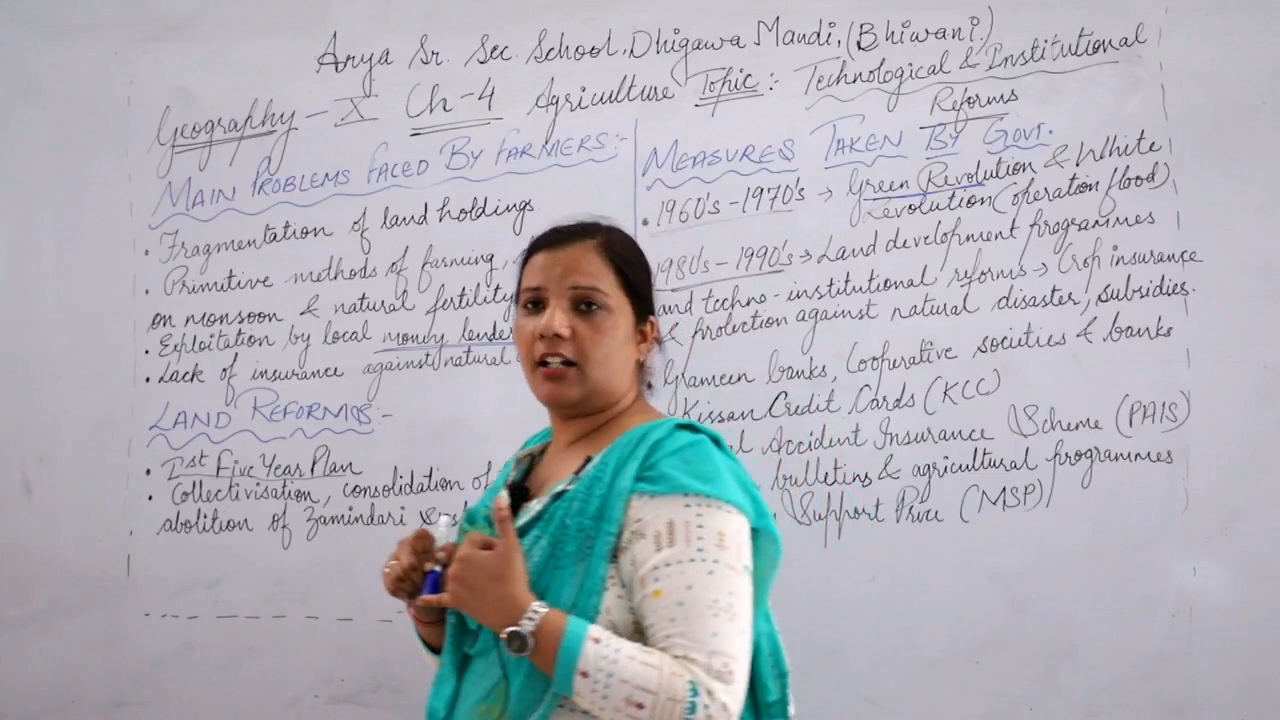 Arya Sr. Sec. School, Dhigawa Mandi, (Bhiwani.)
Geography - X Ch-4 Agriculture Topic : Technological & Institutional
Reforms
MAIN PROBLEMS FACED BY FARMERS:-
• Fragmentation of land holdings
• Primitive methods of farming,
on monsoon & natural fertility
• Exploitation by local money lender
• Lack of insurance against natural
LAND REFORMS:-
• Ist Five Year Plan
• Collectivisation, consolidation of
abolition of Zamindari
MEASURES TAKEN BY GOVT.
• 1960's - 1970's → Green Revolution & White
Revolution (operation flood)
1980's - 1990's → Land development programmes
and techno-institutional reforms → Crop insurance
& protection against natural disaster, subsidies.
• Grameen banks, Cooperative societies & banks
Kissan Credit Cards (KCC)
Accident Insurance Scheme (PAIS)
bulletins & agricultural programmes
Support Price (MSP)